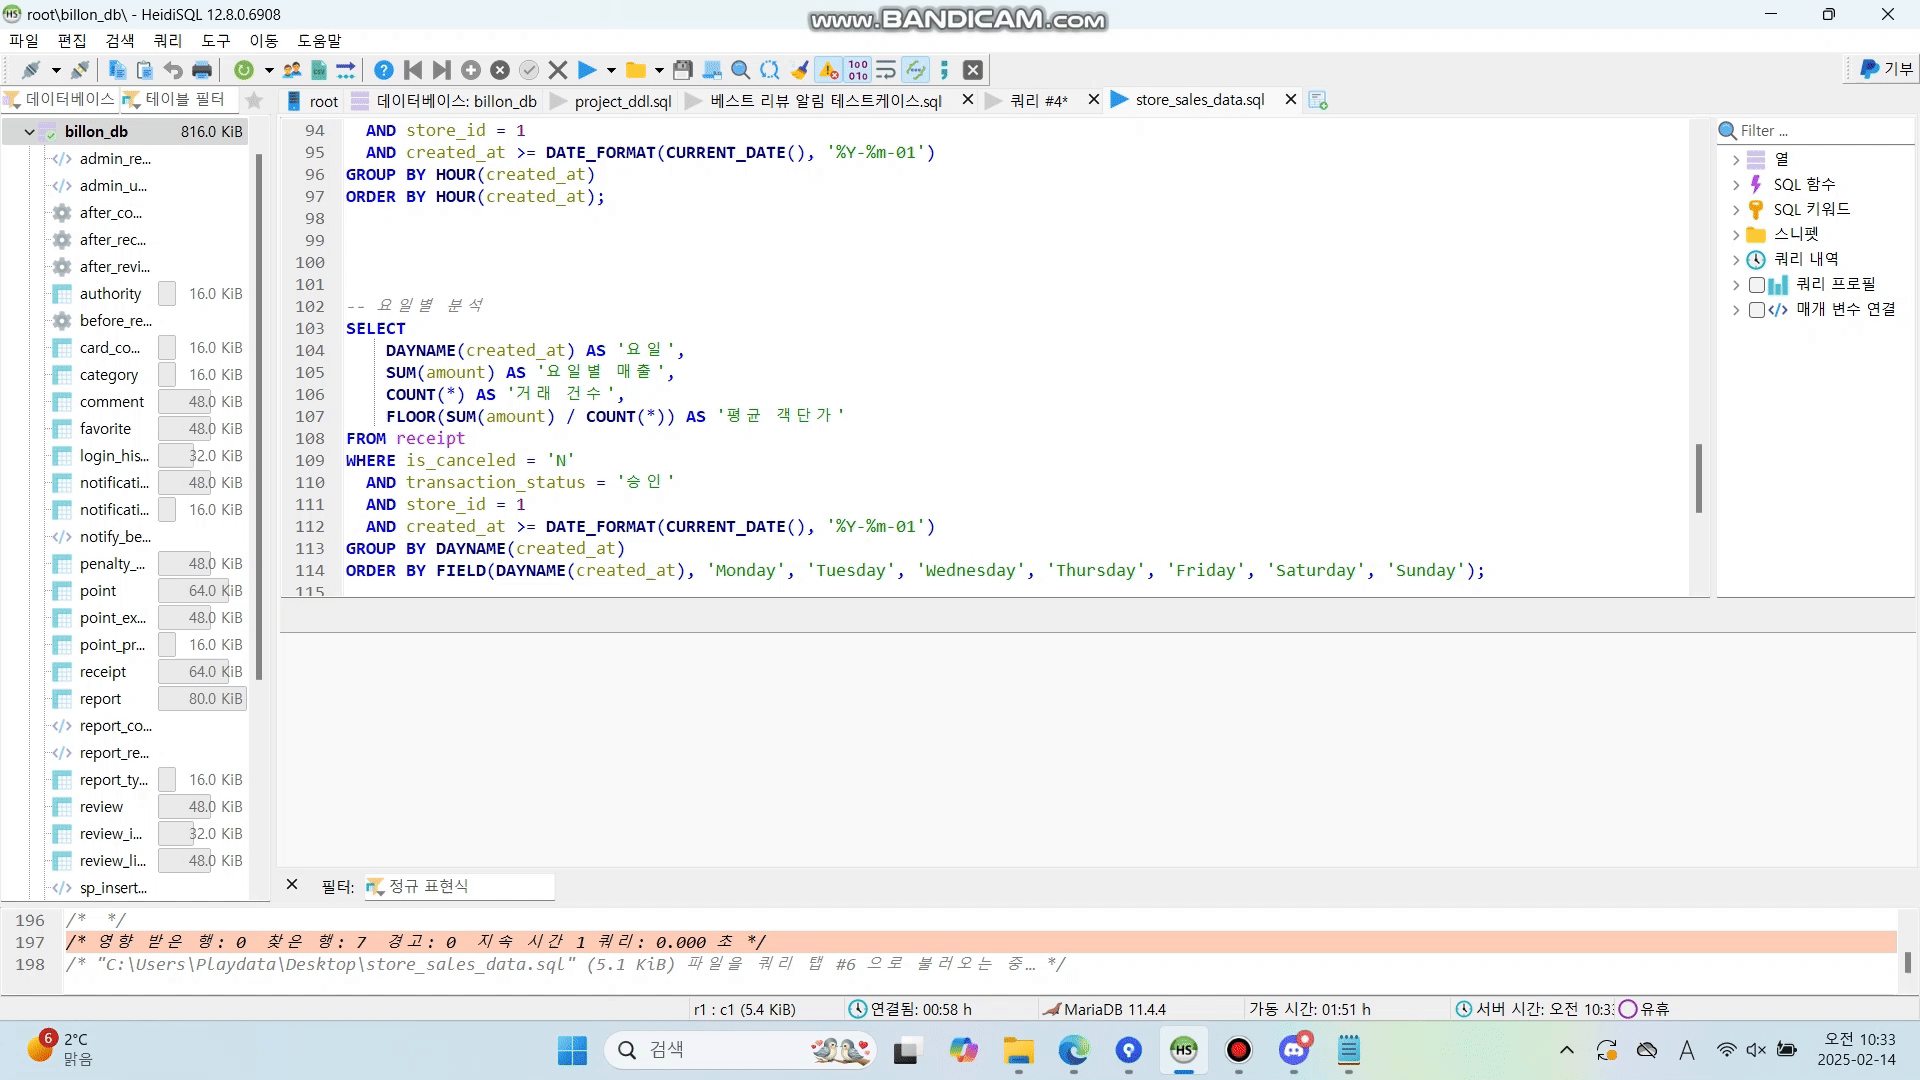 root\billon_db\ - HeidiSQL 12.8.0.6908
www.BANDICAM.com
파일 편집 검색 쿼리 도구 이동 도움말
기부
데이터베이스 테이블 필터
root 데이터베이스: billon_db project_ddl.sql 베스트 리뷰 알림 테스트케이스.sql 쿼리 #4* store_sales_data.sql
billon_db 816.0 KiB
admin_re...
admin_u...
after_co...
after_rec...
after_revi...
authority 16.0 KiB
before_re...
card_co... 16.0 KiB
category 16.0 KiB
comment 48.0 KiB
favorite 48.0 KiB
login_his... 32.0 KiB
notificati... 48.0 KiB
notificati... 16.0 KiB
notify_be...
penalty_... 48.0 KiB
point 64.0 KiB
point_ex... 48.0 KiB
point_pr... 16.0 KiB
receipt 64.0 KiB
report 80.0 KiB
report_co...
report_re...
report_ty... 16.0 KiB
review 48.0 KiB
review_i... 32.0 KiB
review_li... 48.0 KiB
sp_insert...
94 AND store_id = 1
95 AND created_at >= DATE_FORMAT(CURRENT_DATE(), '%Y-%m-01')
96 GROUP BY HOUR(created_at)
97 ORDER BY HOUR(created_at);
98
99
100
101
102 -- 요일별 분석
103 SELECT
104 DAYNAME(created_at) AS '요일',
105 SUM(amount) AS '요일별 매출',
106 COUNT(*) AS '거래 건수',
107 FLOOR(SUM(amount) / COUNT(*)) AS '평균 객단가'
108 FROM receipt
109 WHERE is_canceled = 'N'
110 AND transaction_status = '승인'
111 AND store_id = 1
112 AND created_at >= DATE_FORMAT(CURRENT_DATE(), '%Y-%m-01')
113 GROUP BY DAYNAME(created_at)
114 ORDER BY FIELD(DAYNAME(created_at), 'Monday', 'Tuesday', 'Wednesday', 'Thursday', 'Friday', 'Saturday', 'Sunday');
115
Filter ...
열
SQL 함수
SQL 키워드
스니펫
쿼리 내역
쿼리 프로필
매개 변수 연결
필터: 정규 표현식
196 /* */
197 /* 영향 받은 행: 0 찾은 행: 7 경고: 0 지속 시간 1 쿼리: 0.000 초 */
198 /* "C:\Users\Playdata\Desktop\store_sales_data.sql" (5.1 KiB) 파일을 쿼리 탭 #6 으로 불러오는 중… */
r1 : c1 (5.4 KiB) 연결됨: 00:58 h MariaDB 11.4.4 가동 시간: 01:51 h 서버 시간: 오전 10:3 유휴
6 2°C
맑음
검색
A
오전 10:33
2025-02-14